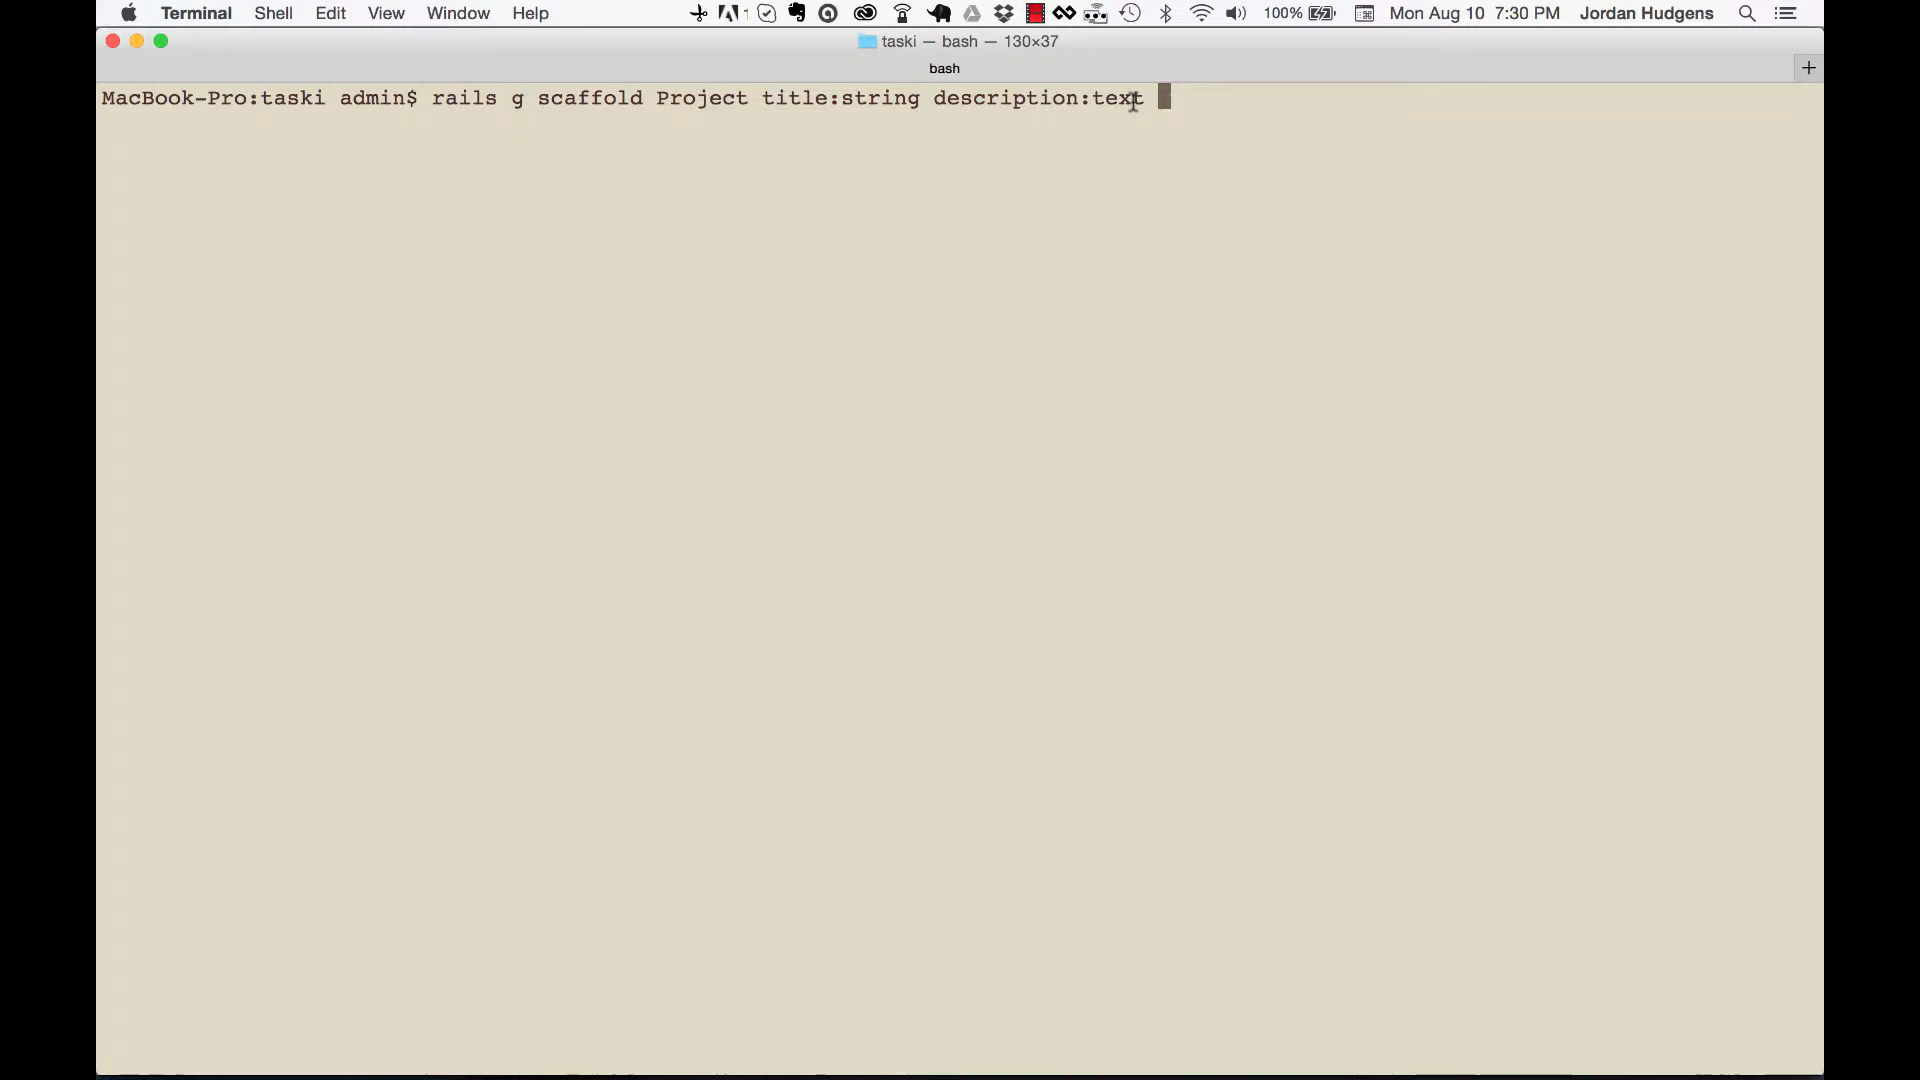 Terminal Shell Edit View Window Help 1 100% Mon Aug 10 7:30 PM Jordan Hudgens
taski — bash — 130×37
bash
MacBook-Pro:taski admin$ rails g scaffold Project title:string description:text